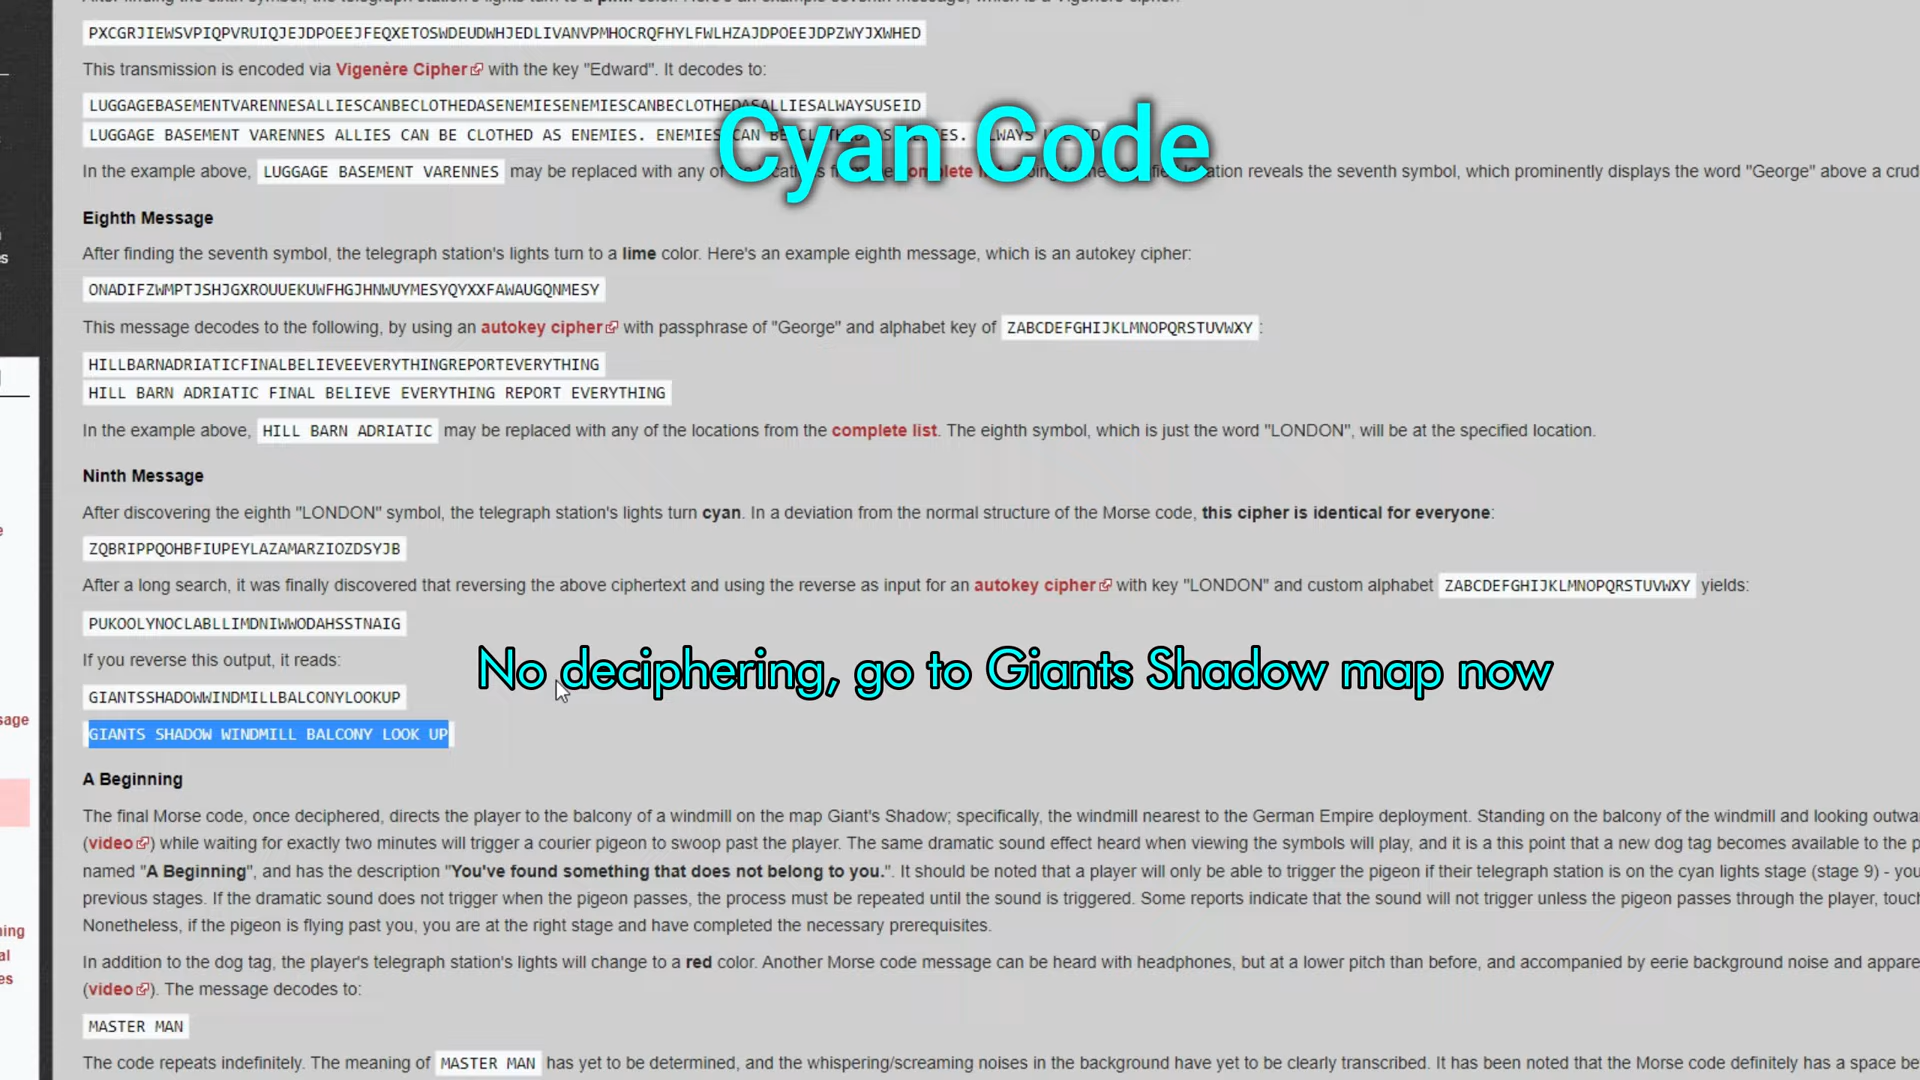 PXCGRJIEWSVPIQPVRUIQJEJDPOEEJFEQXETOSWDEUDWHJEDLIVANVPMHOCRQFHYLFWLHZAJDPOEEJDPZWYJXWHED
This transmission is encoded via Vigenère Cipher with the key "Edward". It decodes to:
LUGGAGEBASEMENTVARENNESALLIESCANBECLOTHEDASENEMIESENEMIESCANBECLOTHEDASALLIESALWAYSUSEID
Cyan Code
LUGGAGE BASEMENT VARENNES ALLIES CAN BE CLOTHED AS ENEMIES. ENEMIES CAN BE
In the example above, LUGGAGE BASEMENT VARENNES may be replaced with any of location reveals the seventh symbol, which prominently displays the word "George" above a crud
Eighth Message
After finding the seventh symbol, the telegraph station's lights turn to a lime color. Here's an example eighth message, which is an autokey cipher:
ONADIFZWMPTJSHJGXROUUEKUWFHGJHNWUYMESYQYXXFAWAUGQNMESY
This message decodes to the following, by using an autokey cipher with passphrase of "George" and alphabet key of ZABCDEFGHIJKLMNOPQRSTUVWXY :
HILLBARNADRIATICFINALBELIEVEEVERYTHINGREPORTEVERYTHING
HILL BARN ADRIATIC FINAL BELIEVE EVERYTHING REPORT EVERYTHING
In the example above, HILL BARN ADRIATIC may be replaced with any of the locations from the complete list. The eighth symbol, which is just the word "LONDON", will be at the specified location.
Ninth Message
After discovering the eighth "LONDON" symbol, the telegraph station's lights turn cyan. In a deviation from the normal structure of the Morse code, this cipher is identical for everyone:
ZQBRIPPQOHBFIUPEYLAZAMARZIOZDSYJB
After a long search, it was finally discovered that reversing the above ciphertext and using the reverse as input for an autokey cipher with key "LONDON" and custom alphabet ZABCDEFGHIJKLMNOPQRSTUVWXY yields:
PUKOOLYNOCLABLLIMDNIWWODAHSSTNAIG
If you reverse this output, it reads:
No deciphering, go to Giants Shadow map now
GIANTSSHADOWWINDMILLBALCONYLOOKUP
GIANTS SHADOW WINDMILL BALCONY LOOK UP
A Beginning
The final Morse code, once deciphered, directs the player to the balcony of a windmill on the map Giant's Shadow; specifically, the windmill nearest to the German Empire deployment. Standing on the balcony of the windmill and looking outwa
(video) while waiting for exactly two minutes will trigger a courier pigeon to swoop past the player. The same dramatic sound effect heard when viewing the symbols will play, and it is a this point that a new dog tag becomes available to the p
named "A Beginning", and has the description "You've found something that does not belong to you.". It should be noted that a player will only be able to trigger the pigeon if their telegraph station is on the cyan lights stage (stage 9) - you
previous stages. If the dramatic sound does not trigger when the pigeon passes, the process must be repeated until the sound is triggered. Some reports indicate that the sound will not trigger unless the pigeon passes through the player, touch
Nonetheless, if the pigeon is flying past you, you are at the right stage and have completed the necessary prerequisites.
In addition to the dog tag, the player's telegraph station's lights will change to a red color. Another Morse code message can be heard with headphones, but at a lower pitch than before, and accompanied by eerie background noise and appare
(video). The message decodes to:
MASTER MAN
The code repeats indefinitely. The meaning of MASTER MAN has yet to be determined, and the whispering/screaming noises in the background have yet to be clearly transcribed. It has been noted that the Morse code definitely has a space be